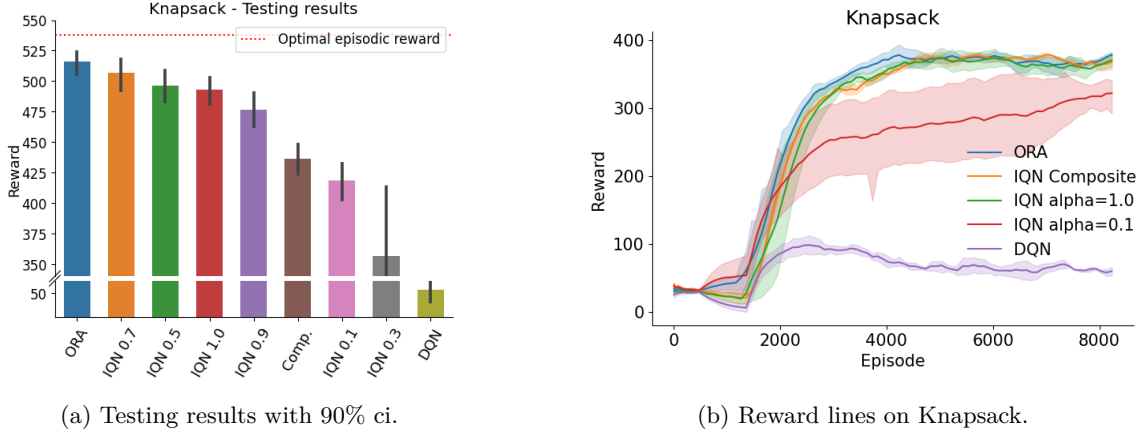 Knapsack - Testing results
550
525
500
475
450
425
400
375
350
50
Reward
Optimal episodic reward
ORA
IQN 0.7
IQN 0.5
IQN 1.0
IQN 0.9
Comp.
IQN 0.1
IQN 0.3
DQN
(a) Testing results with 90% ci.
Knapsack
400
300
200
100
0
Reward
ORA
IQN Composite
IQN alpha=1.0
IQN alpha=0.1
DQN
0 2000 4000 6000 8000
Episode
(b) Reward lines on Knapsack.